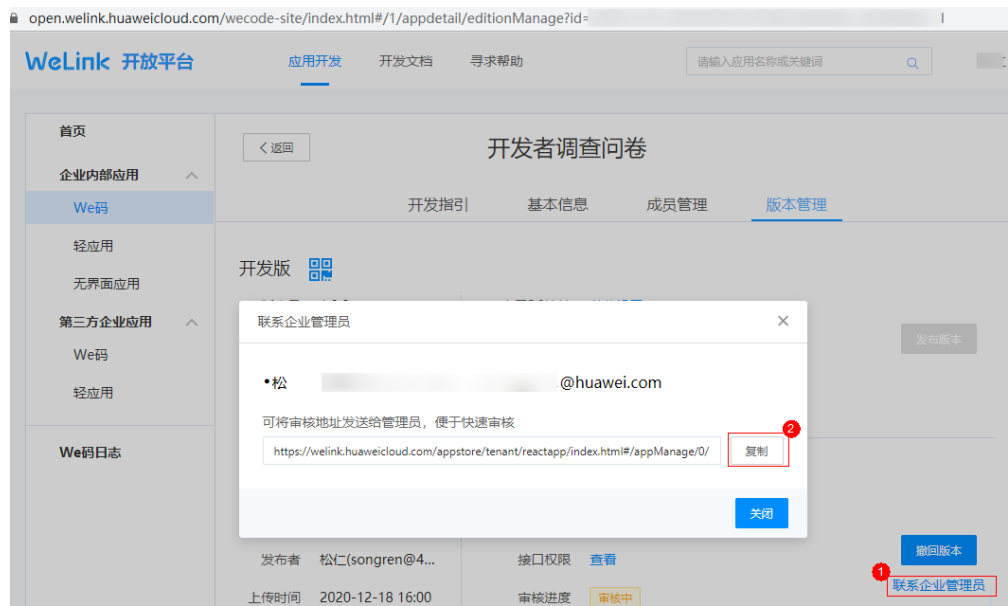 open.welink.huaweicloud.com/wecode-site/index.html#/1/appdetail/editionManage?id=
WeLink 开放平台
应用开发
开发文档
寻求帮助
请输入应用名称或关键词
首页
<返回
开发者调查问卷
企业内部应用
We码
开发指引
基本信息
成员管理
版本管理
轻应用
开发版
无界面应用
第三方企业应用
联系企业管理员
We码
发布版本
•松
.@huawei.com
轻应用
可将审核地址发送给管理员，便于快速审核
2
We码日志
https://welink.huaweicloud.com/appstore/tenant/reactapp/index.html#/appManage/0/
复制
关闭
发布者 松仁(songren@4...
接口权限 查看
撤回版本
1
联系企业管理员
上传时间 2020-12-18 16:00
审核进度 审核中